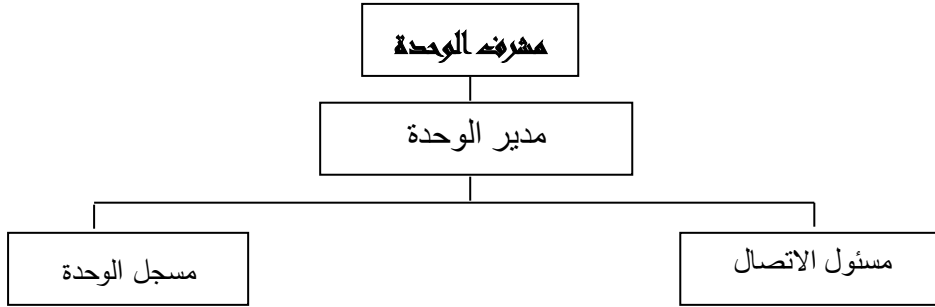 مشرف الوحدة
مدير الوحدة
مسئول الاتصال
مسجل الوحدة